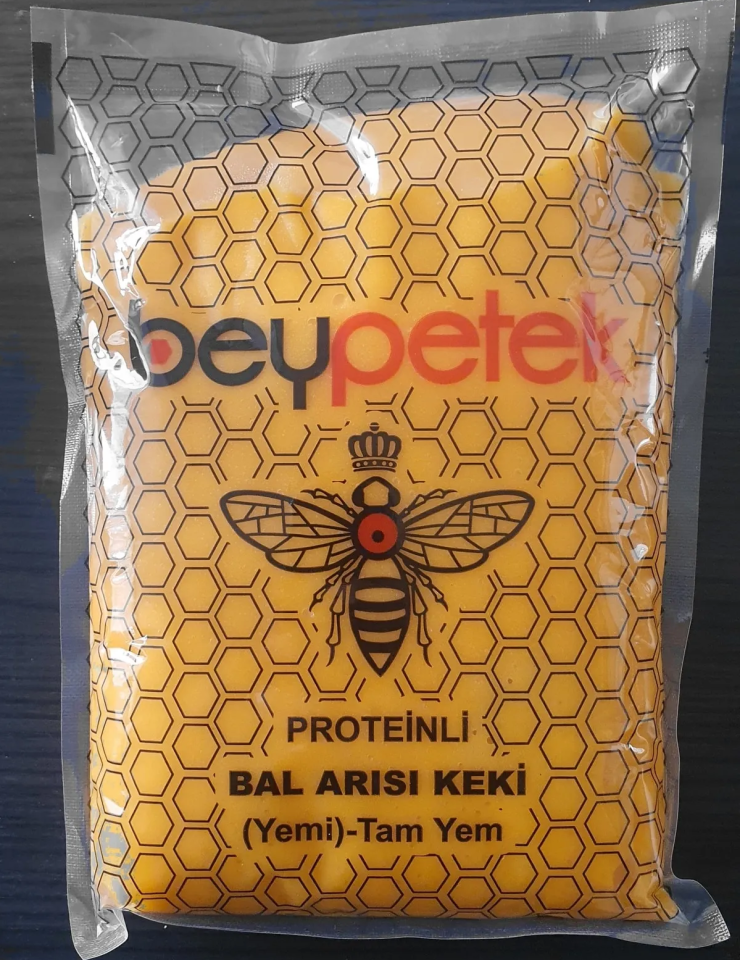 beypetek
PROTEİNLİ
BAL ARISI KEKİ
(Yemi)-Tam Yem